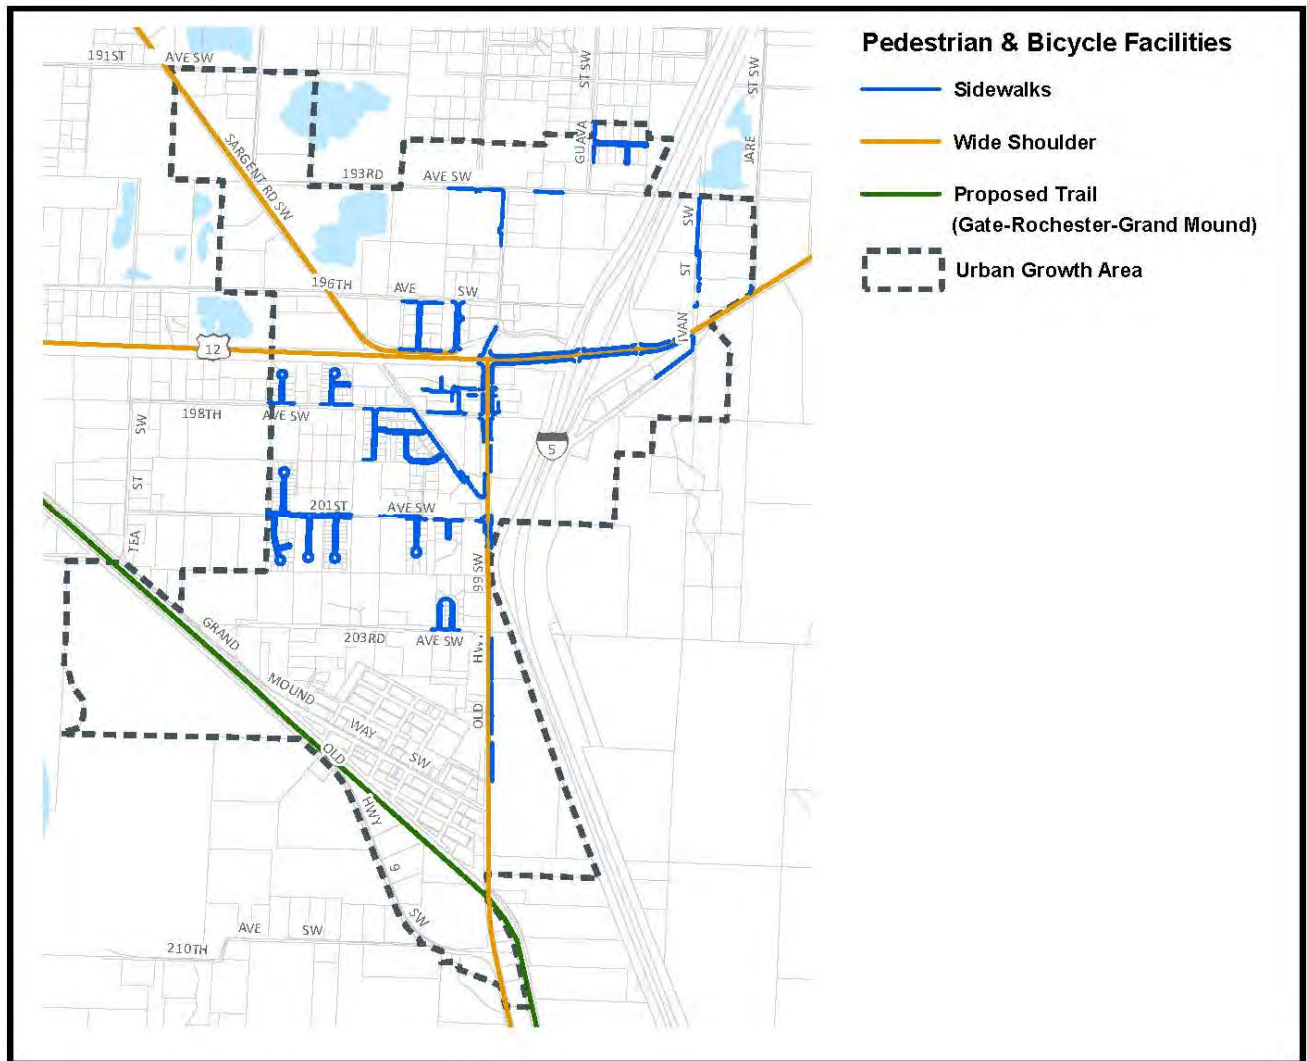 Pedestrian & Bicycle Facilities
Sidewalks
Wide Shoulder
Proposed Trail
(Gate-Rochester-Grand Mound)
Urban Growth Area
191ST AVE SW
SARGENT RD SW
GUAVA ST SW
JARE ST SW
193RD AVE SW
196TH AVE SW
IVAN ST SW
12
198TH AVE SW
5
TEA ST SW
201ST AVE SW
OLD HWY 99 SW
203RD AVE SW
GRAND MOUND WAY SW
OLD HWY 9 SW
210TH AVE SW